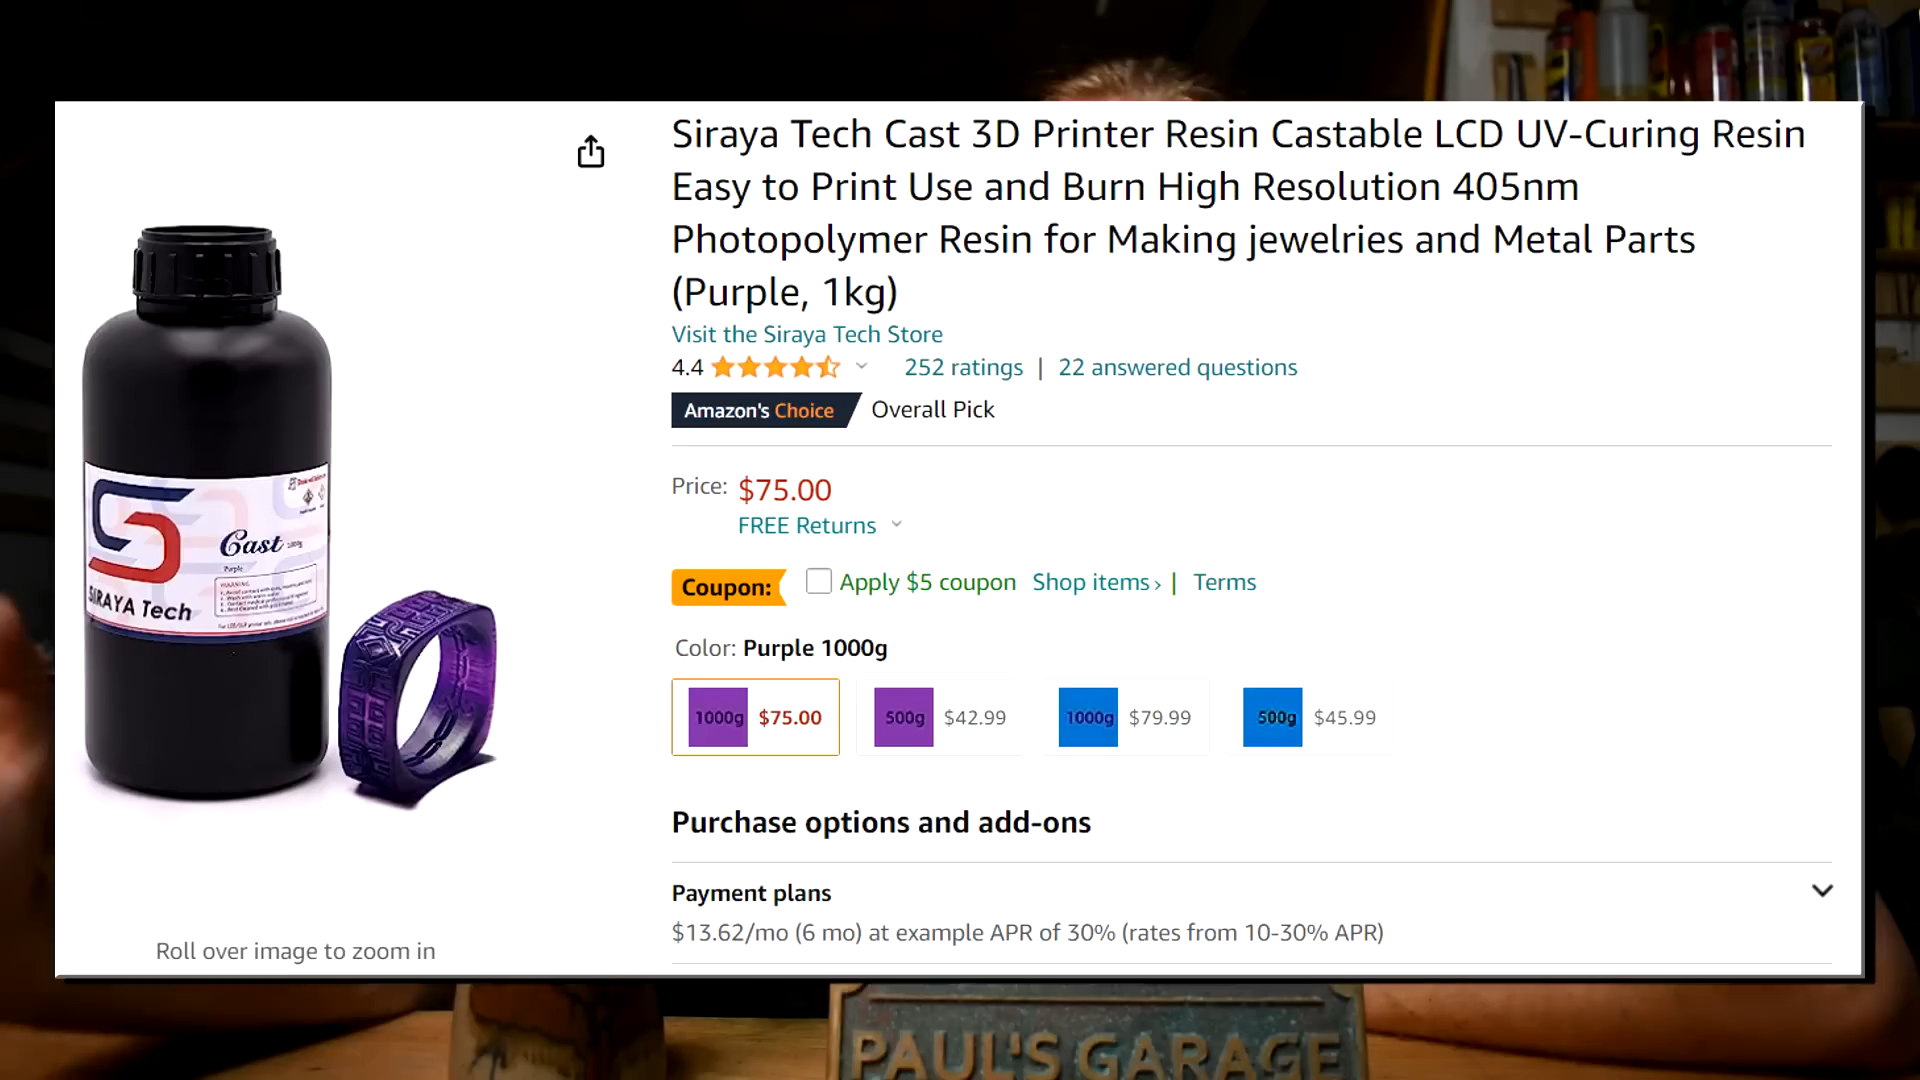 Siraya Tech Cast 3D Printer Resin Castable LCD UV-Curing Resin
Easy to Print Use and Burn High Resolution 405nm
Photopolymer Resin for Making jewelries and Metal Parts
(Purple, 1kg)
Visit the Siraya Tech Store
4.4
252 ratings | 22 answered questions
Amazon's Choice Overall Pick
Price: $75.00
FREE Returns
Coupon: Apply $5 coupon Shop items › | Terms
Color: Purple 1000g
1000g $75.00 500g $42.99 1000g $79.99 500g $45.99
Purchase options and add-ons
Payment plans
$13.62/mo (6 mo) at example APR of 30% (rates from 10-30% APR)
Cast 1000g
Purple
WARNING
SIRAYA Tech
Roll over image to zoom in
PAUL'S GARAGE